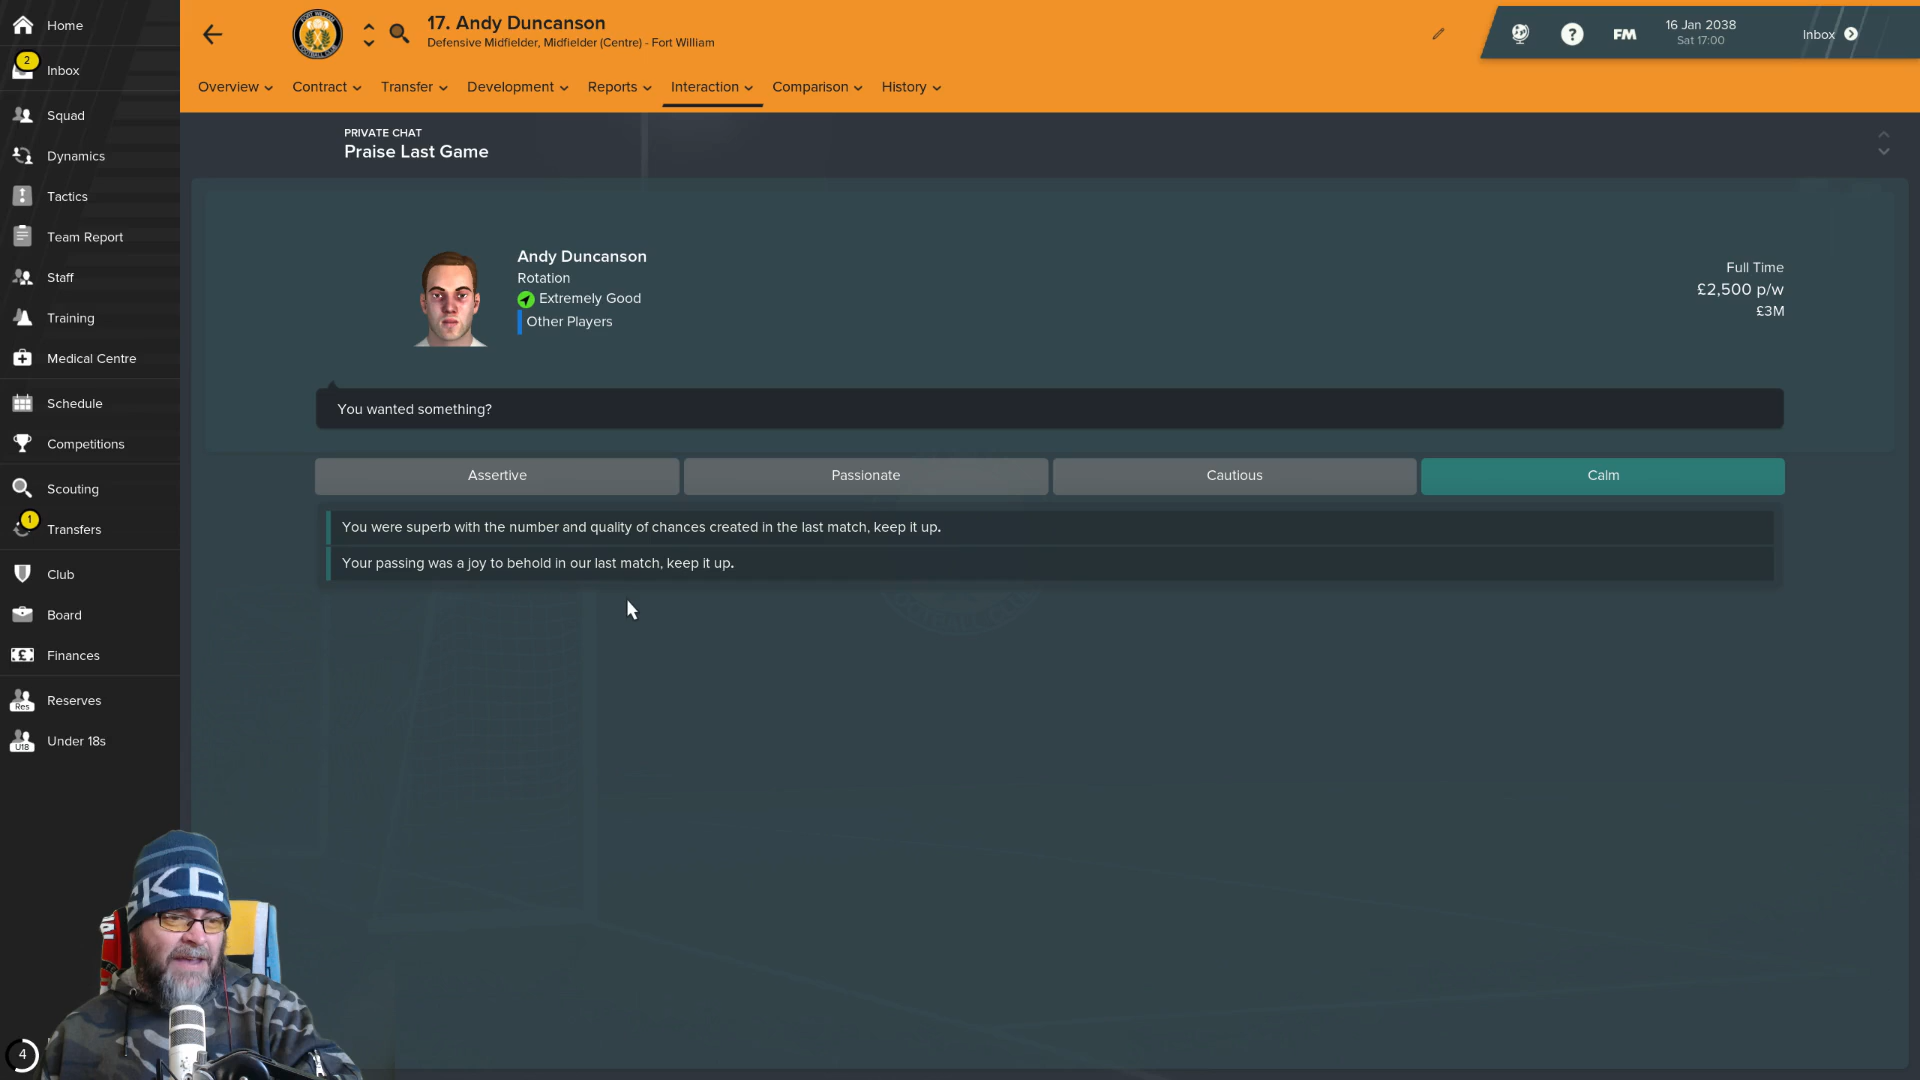 Home
2
Inbox
Squad
Dynamics
Tactics
Team Report
Staff
Training
Medical Centre
Schedule
Competitions
Scouting
1
Transfers
Club
Board
Finances
Res
Reserves
U18
Under 18s
4
17. Andy Duncanson
Defensive Midfielder, Midfielder (Centre) - Fort William
?
FM
16 Jan 2038
Sat 17:00
Inbox
Overview
Contract
Transfer
Development
Reports
Interaction
Comparison
History
PRIVATE CHAT
Praise Last Game
Andy Duncanson
Rotation
Extremely Good
Other Players
Full Time
£2,500 p/w
£3M
You wanted something?
Assertive
Passionate
Cautious
Calm
You were superb with the number and quality of chances created in the last match, keep it up.
Your passing was a joy to behold in our last match, keep it up.
KC